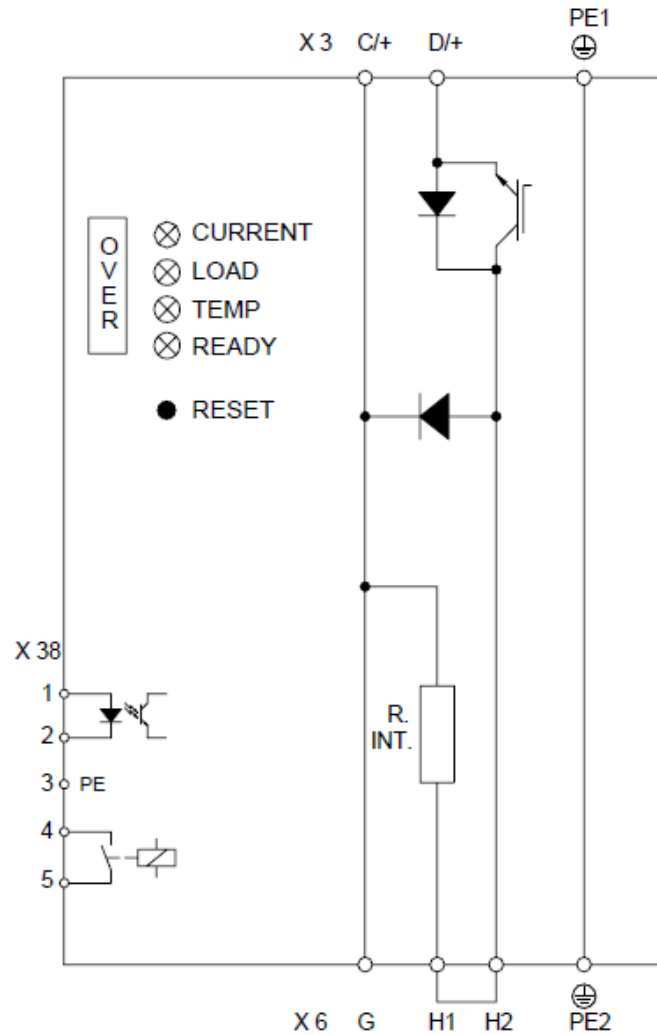 PE1
X 3 C/+ D/+
OVER
CURRENT
LOAD
TEMP
READY
RESET
X 38
1
2
3 PE
4
5
R.
INT.
X 6 G H1 H2 PE2